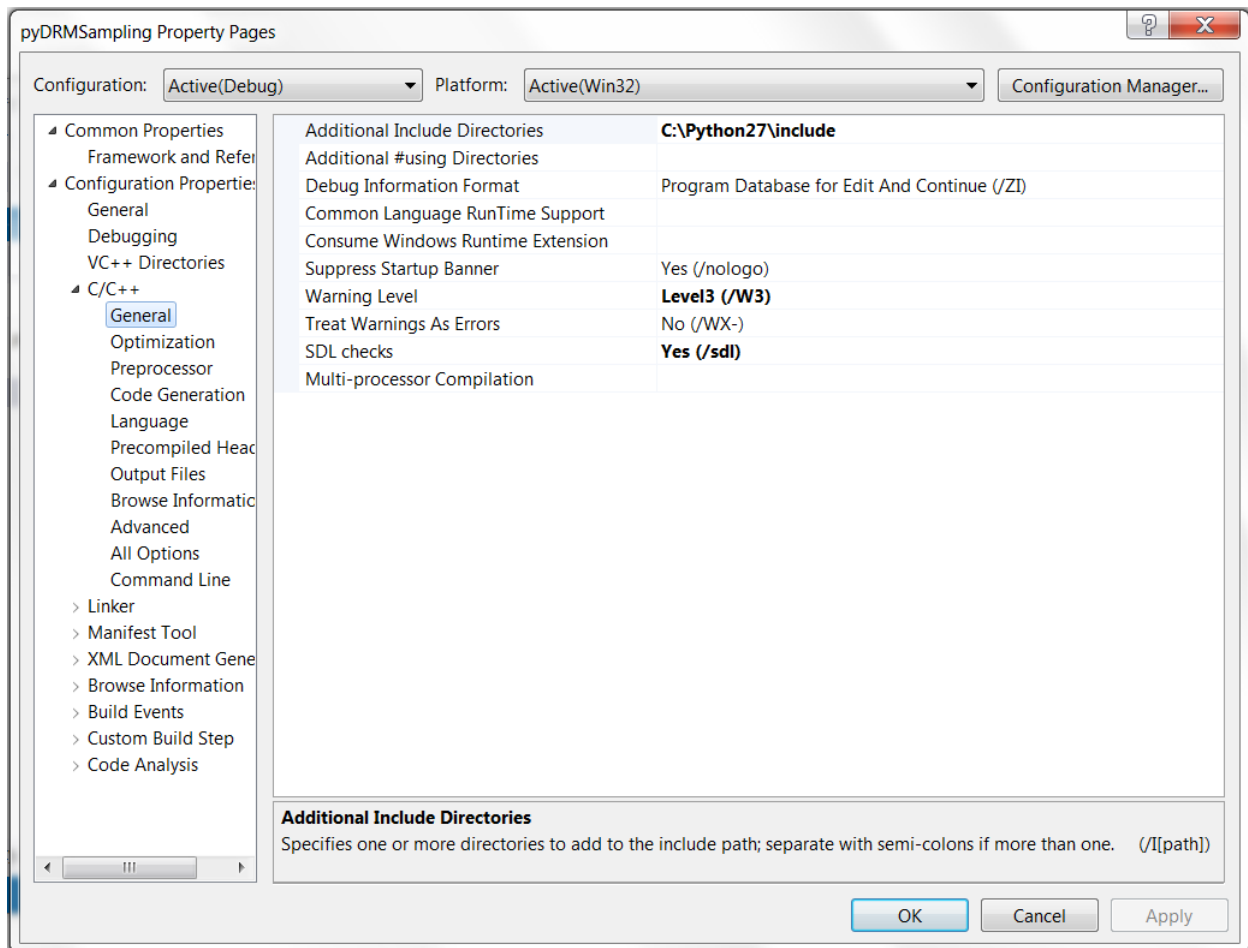 pyDRMSampling Property Pages
Configuration: Active(Debug) Platform: Active(Win32) Configuration Manager...
Common Properties
Framework and Refer
Configuration Propertie
General
Debugging
VC++ Directories
C/C++
General
Optimization
Preprocessor
Code Generation
Language
Precompiled Head
Output Files
Browse Informatic
Advanced
All Options
Command Line
Linker
Manifest Tool
XML Document Gene
Browse Information
Build Events
Custom Build Step
Code Analysis
Additional Include Directories C:\Python27\include
Additional #using Directories
Debug Information Format Program Database for Edit And Continue (/ZI)
Common Language RunTime Support
Consume Windows Runtime Extension
Suppress Startup Banner Yes (/nologo)
Warning Level Level3 (/W3)
Treat Warnings As Errors No (/WX-)
SDL checks Yes (/sdl)
Multi-processor Compilation
Additional Include Directories
Specifies one or more directories to add to the include path; separate with semi-colons if more than one. (/I[path])
OK Cancel Apply